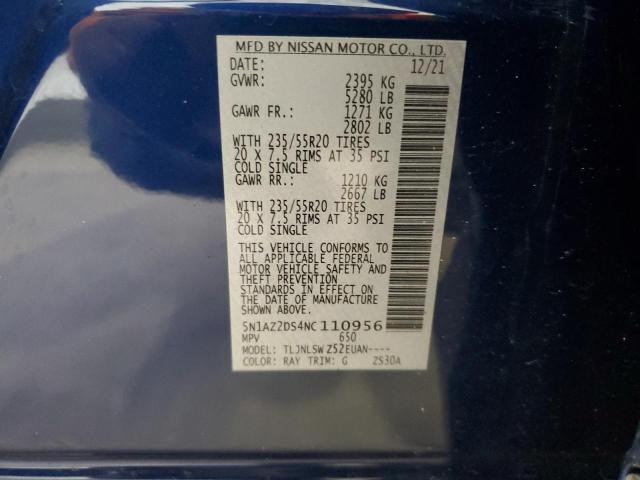 MFD BY NISSAN MOTOR CO., LTD.
DATE: 12/21
GVWR: 2395 KG
5280 LB
GAWR FR.: 1271 KG
2802 LB
WITH 235/55R20 TIRES
20 X 7.5 RIMS AT 35 PSI
COLD SINGLE
GAWR RR.: 1210 KG
2667 LB
WITH 235/55R20 TIRES
20 X 7.5 RIMS AT 35 PSI
COLD SINGLE
THIS VEHICLE CONFORMS TO
ALL APPLICABLE FEDERAL
MOTOR VEHICLE SAFETY AND
THEFT PREVENTION
STANDARDS IN EFFECT ON
THE DATE OF MANUFACTURE
SHOWN ABOVE.
5N1AZ2DS4NC110956
MPV 650
MODEL: TLJNLSW Z52EUAN----
COLOR: RAY TRIM: G ZS30A